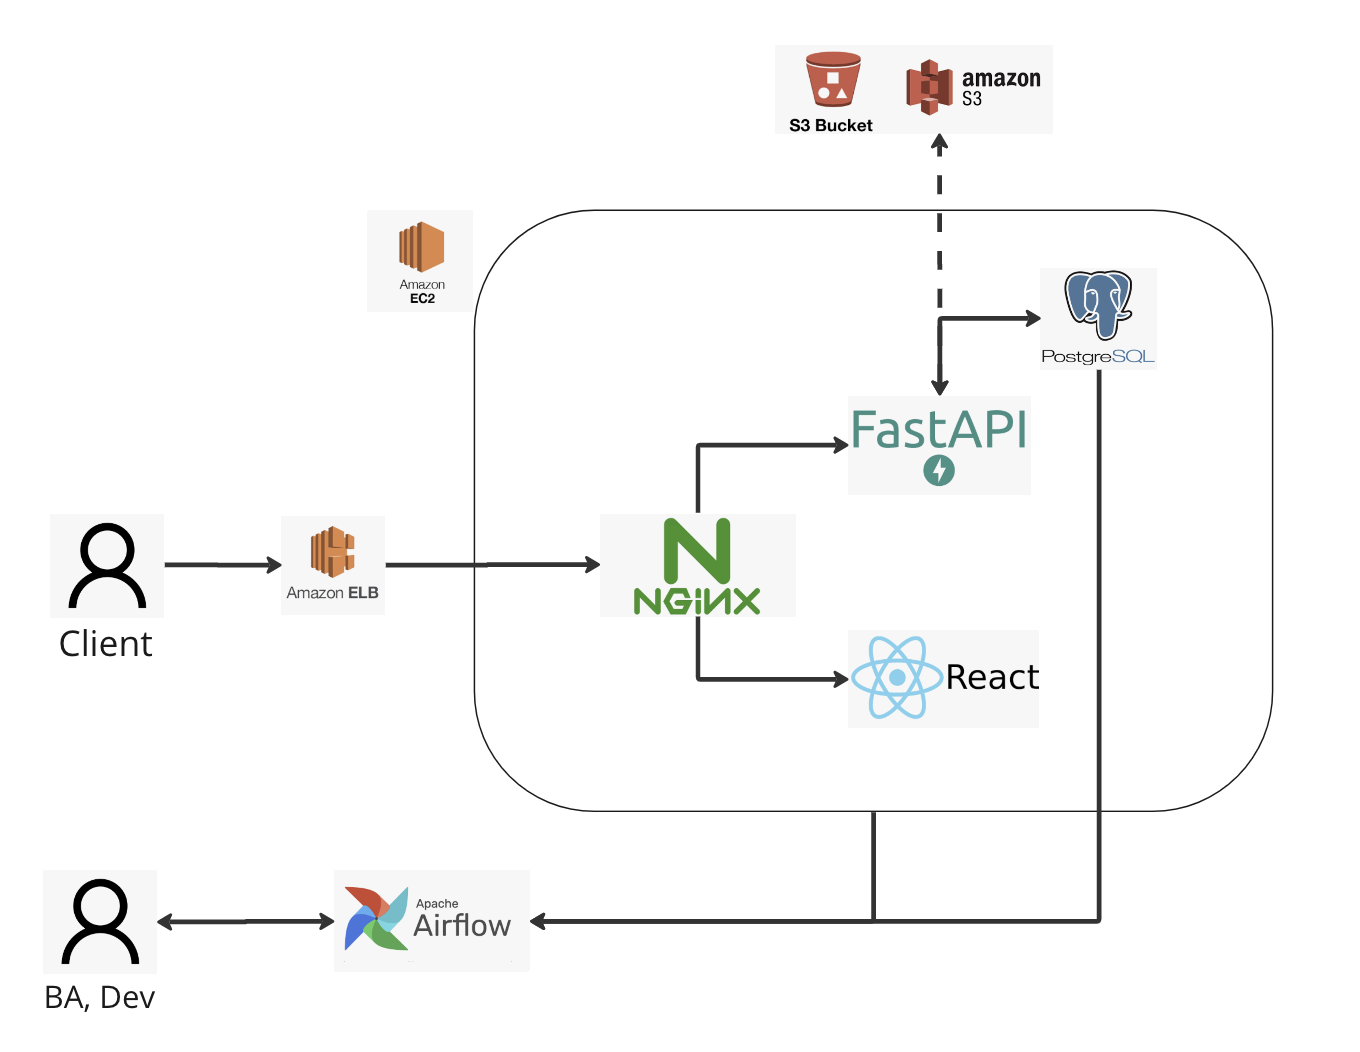 S3 Bucket
amazon
S3
Amazon
EC2
PostgreSQL
FastAPI
Client
Amazon ELB
NGiNX
React
BA, Dev
Apache
Airflow